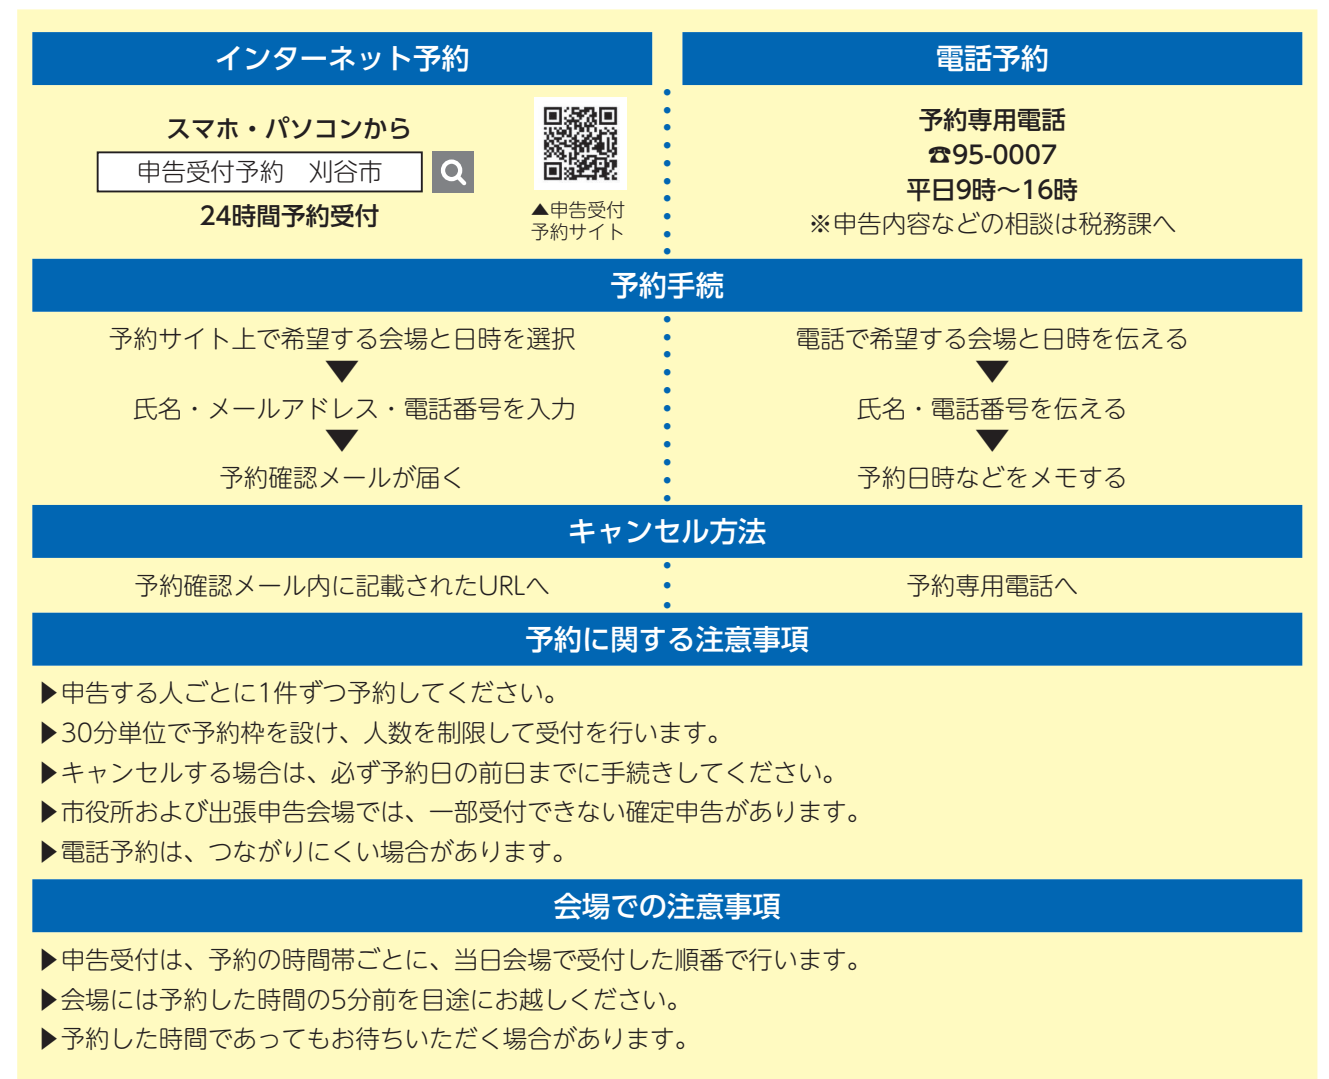 インターネット予約
スマホ・パソコンから
申告受付予約　刈谷市
24時間予約受付
▲申告受付
予約サイト
電話予約
予約専用電話
☎95-0007
平日9時〜16時
※申告内容などの相談は税務課へ
予約手続
予約サイト上で希望する会場と日時を選択
▼
氏名・メールアドレス・電話番号を入力
▼
予約確認メールが届く
電話で希望する会場と日時を伝える
▼
氏名・電話番号を伝える
▼
予約日時などをメモする
キャンセル方法
予約確認メール内に記載されたURLへ
予約専用電話へ
予約に関する注意事項
▶申告する人ごとに1件ずつ予約してください。
▶30分単位で予約枠を設け、人数を制限して受付を行います。
▶キャンセルする場合は、必ず予約日の前日までに手続きしてください。
▶市役所および出張申告会場では、一部受付できない確定申告があります。
▶電話予約は、つながりにくい場合があります。
会場での注意事項
▶申告受付は、予約の時間帯ごとに、当日会場で受付した順番で行います。
▶会場には予約した時間の5分前を目途にお越しください。
▶予約した時間であってもお待ちいただく場合があります。